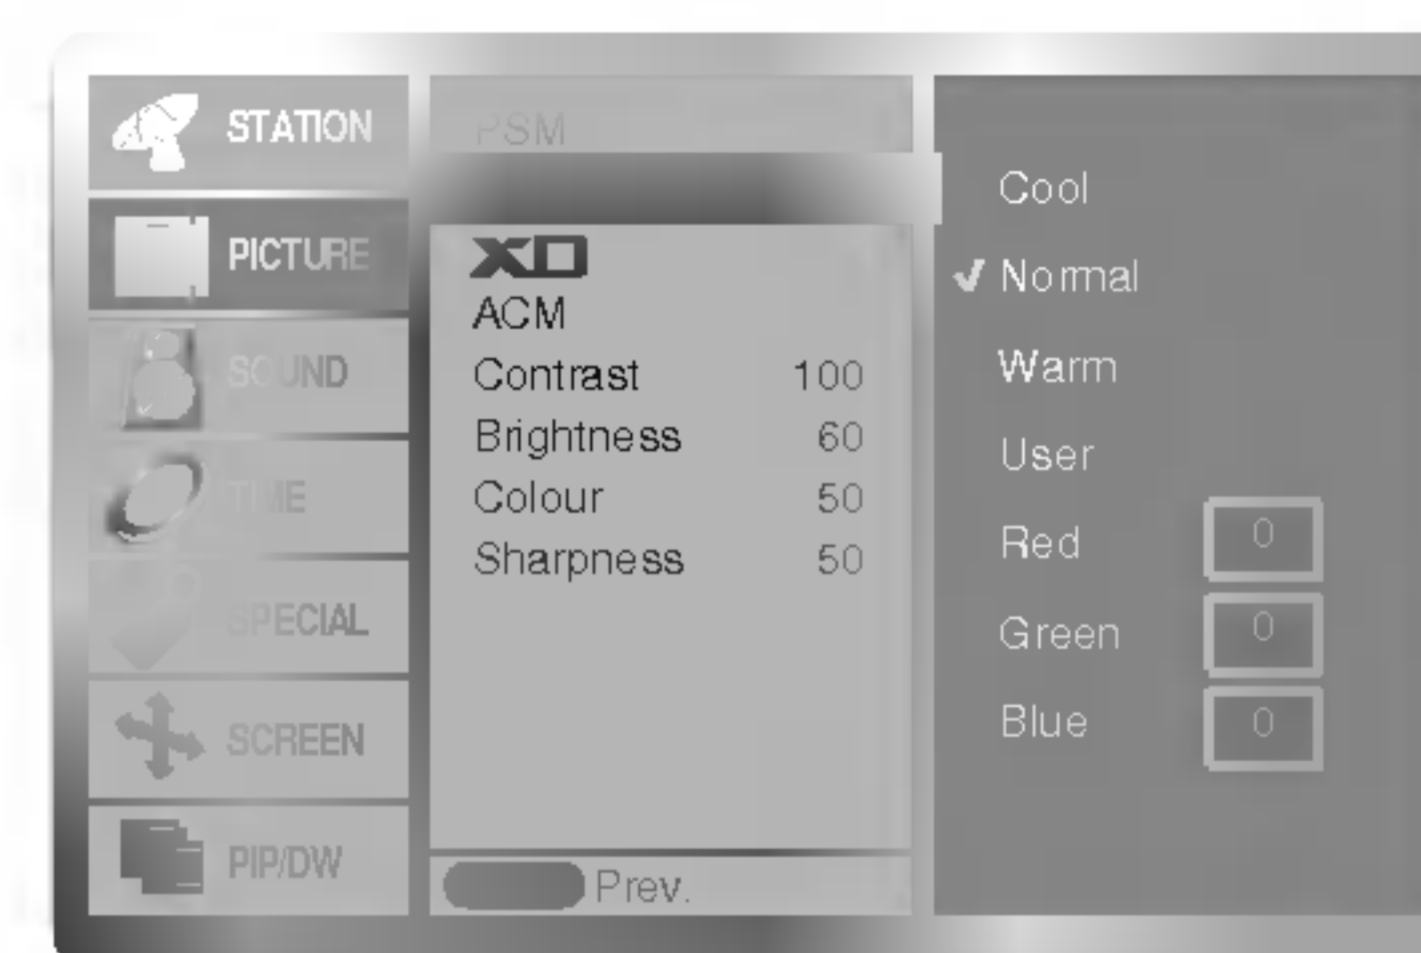 STATION
PICTURE
SOUND
TIME
SPECIAL
SCREEN
PIP/DW
PSM
XD
ACM
Contrast 100
Brightness 60
Colour 50
Sharpness 50
Prev.
Cool
✓ Normal
Warm
User
Red 0
Green 0
Blue 0